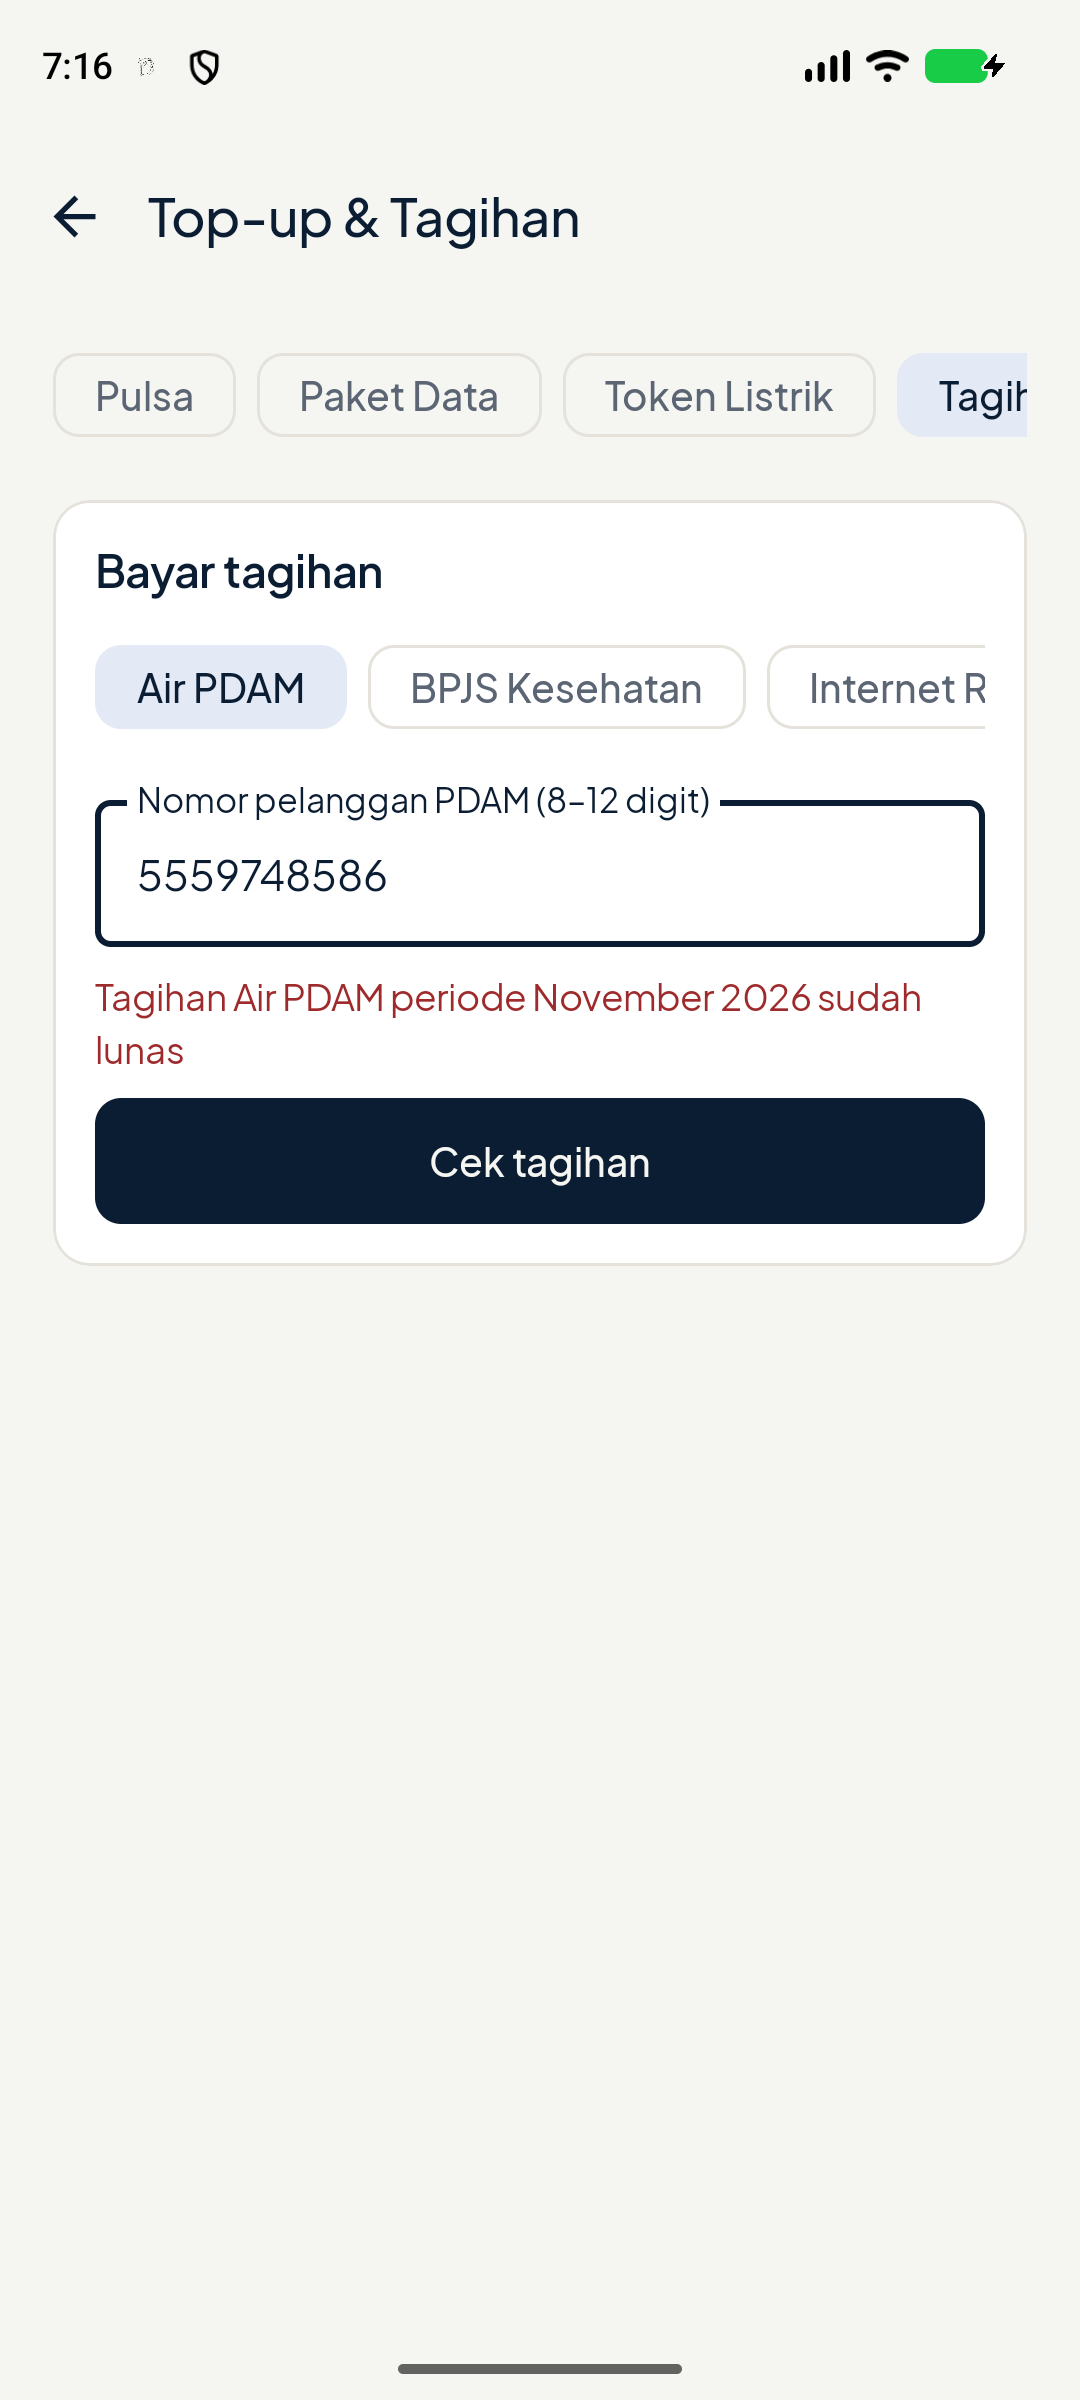 7:16
Top-up & Tagihan
Pulsa
Paket Data
Token Listrik
Bayar tagihan
Air PDAM
BPJS Kesehatan
Internet R
Nomor pelanggan PDAM (8-12 digit)
5559748586
Tagihan Air PDAM periode November 2026 sudah
lunas
Cek tagihan